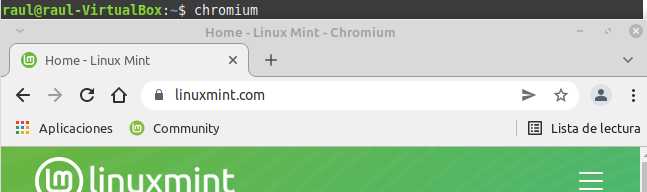 raul@raul-VirtualBox:~$ chromium
Home - Linux Mint - Chromium
Home - Linux Mint
linuxmint.com
Aplicaciones Community Lista de lectura
linuxmint